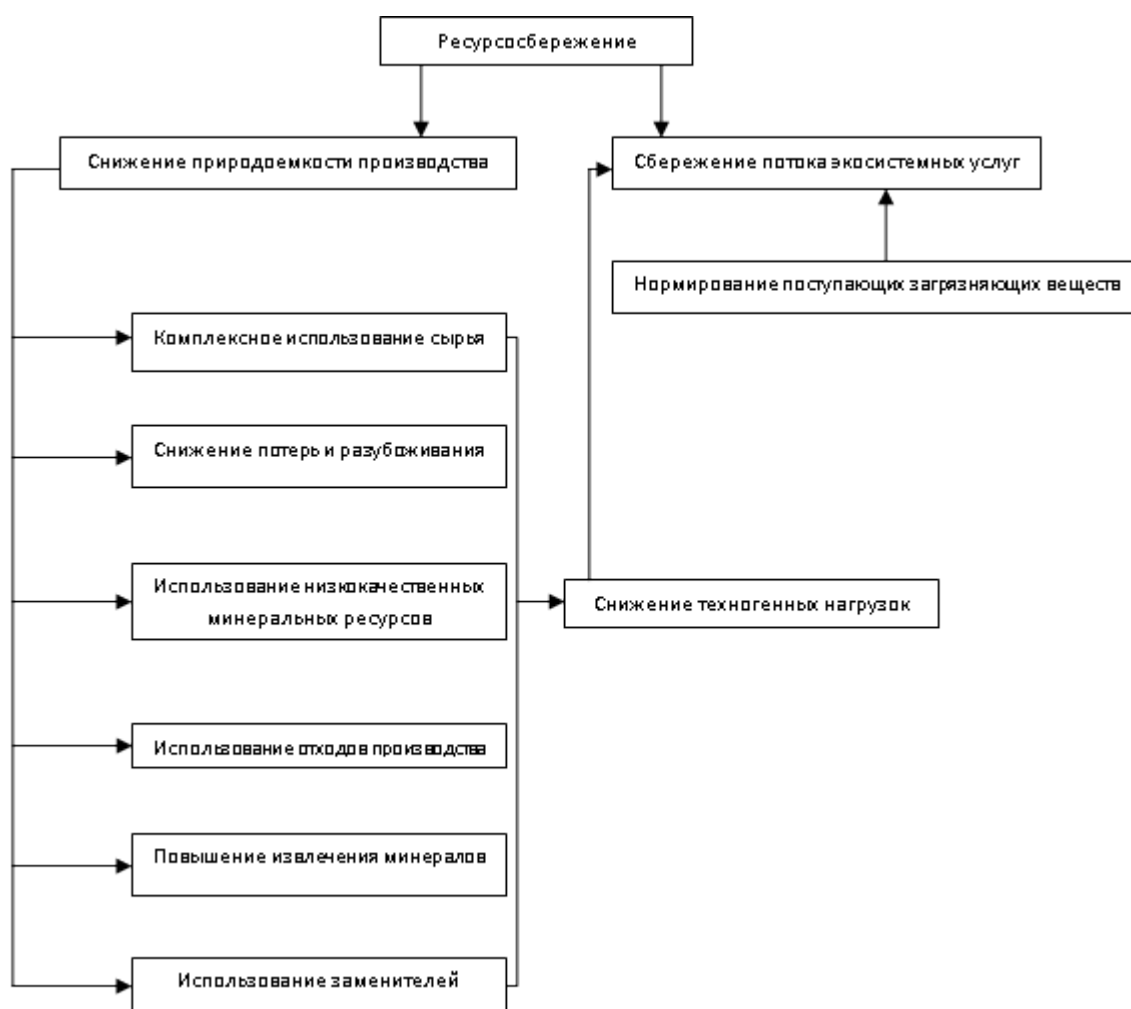 Ресурсосбережение
Снижение природоемкости производства
Сбережение потока экосистемных услуг
Нормирование поступающих загрязняющих веществ
Комплексное использование сырья
Снижение потерь и разубоживания
Использование низкокачественных
минеральных ресурсов
Снижение техногенных нагрузок
Использование отходов производства
Повышение извлечения минералов
Использование заменителей